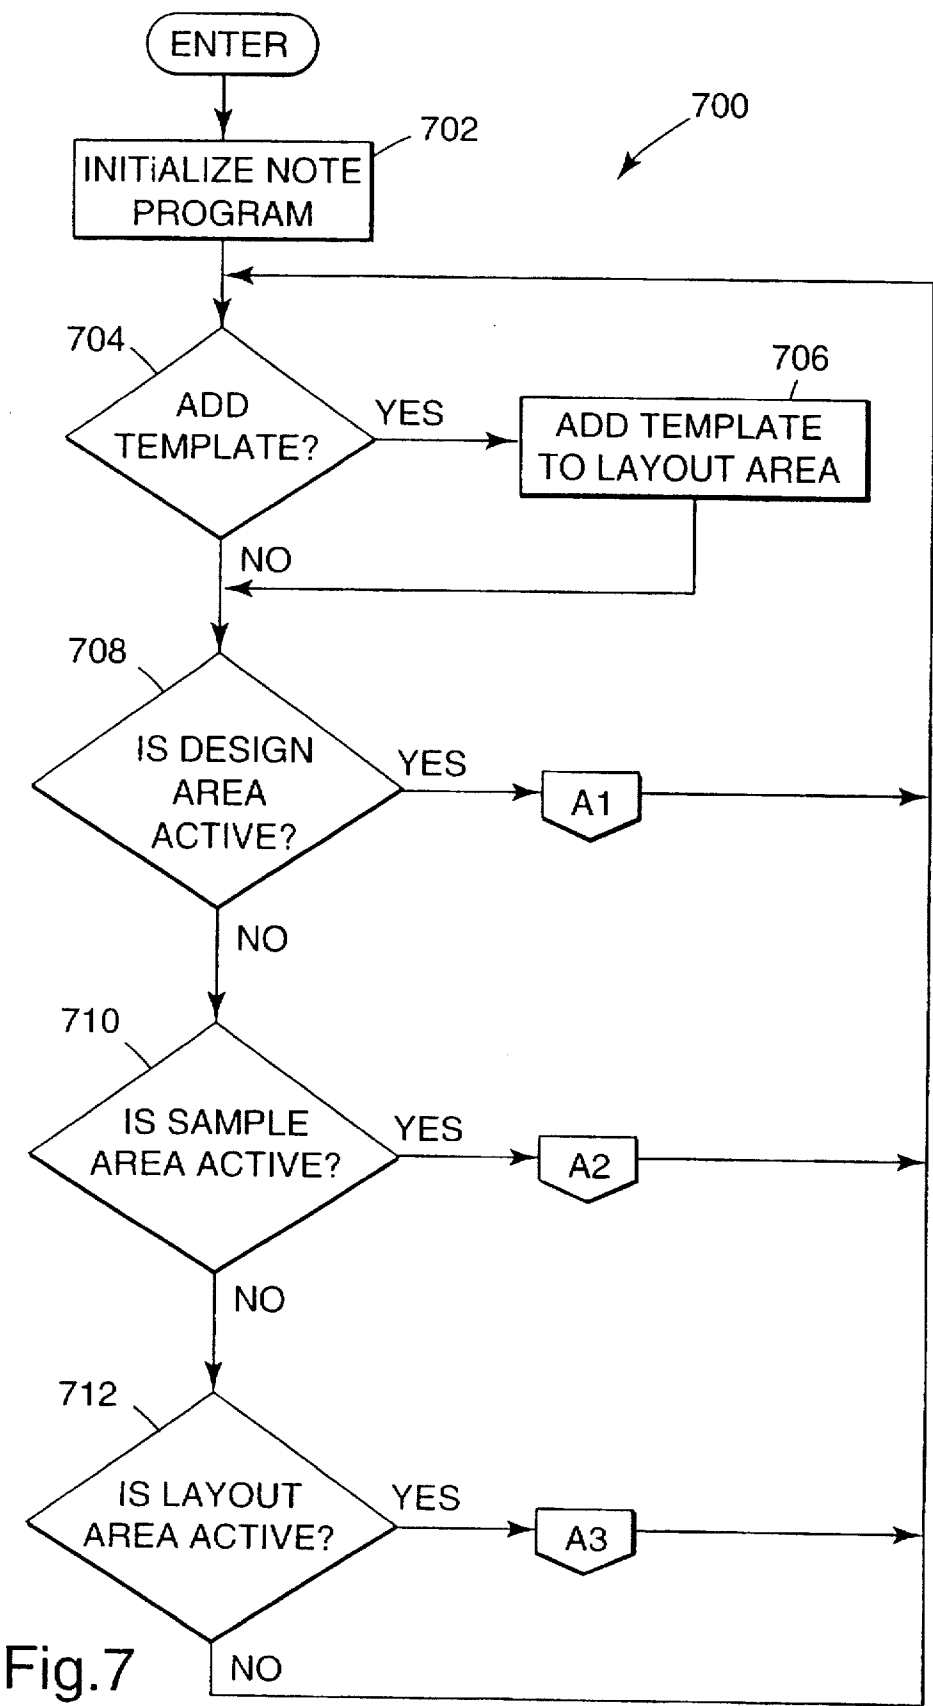 ENTER
700
702
INITiALIZE NOTE
PROGRAM
704
ADD
TEMPLATE?
YES
706
ADD TEMPLATE
TO LAYOUT AREA
NO
708
IS DESIGN
AREA
ACTIVE?
YES
A1
NO
710
IS SAMPLE
AREA ACTIVE?
YES
A2
NO
712
IS LAYOUT
AREA ACTIVE?
YES
A3
NO
Fig.7